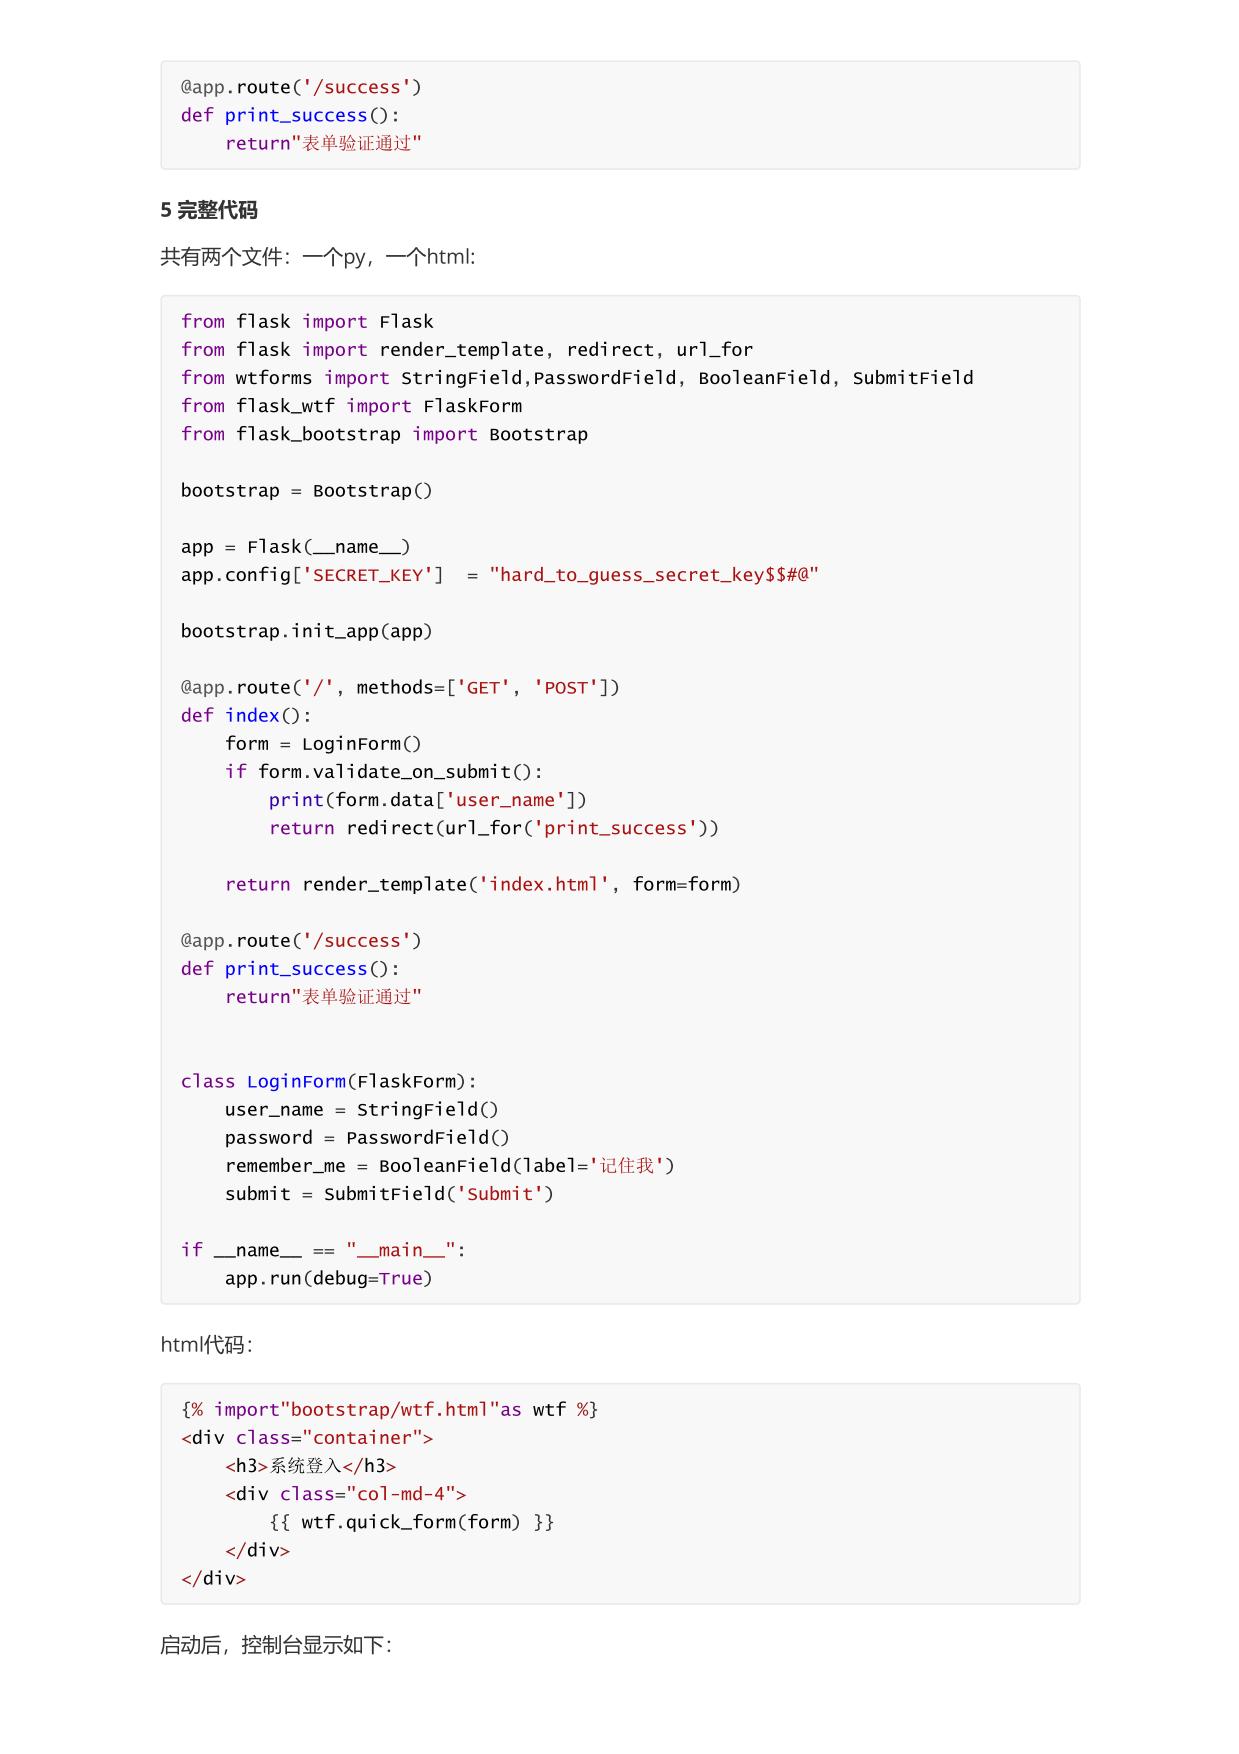 @app.route('/success')
def print_success():
    return"表单验证通过"
5 完整代码
共有两个文件：一个py，一个html:
from flask import Flask
from flask import render_template, redirect, url_for
from wtforms import StringField,PasswordField, BooleanField, SubmitField
from flask_wtf import FlaskForm
from flask_bootstrap import Bootstrap

bootstrap = Bootstrap()

app = Flask(__name__)
app.config['SECRET_KEY']  = "hard_to_guess_secret_key$$#@"

bootstrap.init_app(app)

@app.route('/', methods=['GET', 'POST'])
def index():
    form = LoginForm()
    if form.validate_on_submit():
        print(form.data['user_name'])
        return redirect(url_for('print_success'))

    return render_template('index.html', form=form)

@app.route('/success')
def print_success():
    return"表单验证通过"


class LoginForm(FlaskForm):
    user_name = StringField()
    password = PasswordField()
    remember_me = BooleanField(label='记住我')
    submit = SubmitField('Submit')

if __name__ == "__main__":
    app.run(debug=True)
html代码：
{% import"bootstrap/wtf.html"as wtf %}
<div class="container">
    <h3>系统登入</h3>
    <div class="col-md-4">
        {{ wtf.quick_form(form) }}
    </div>
</div>
启动后，控制台显示如下：